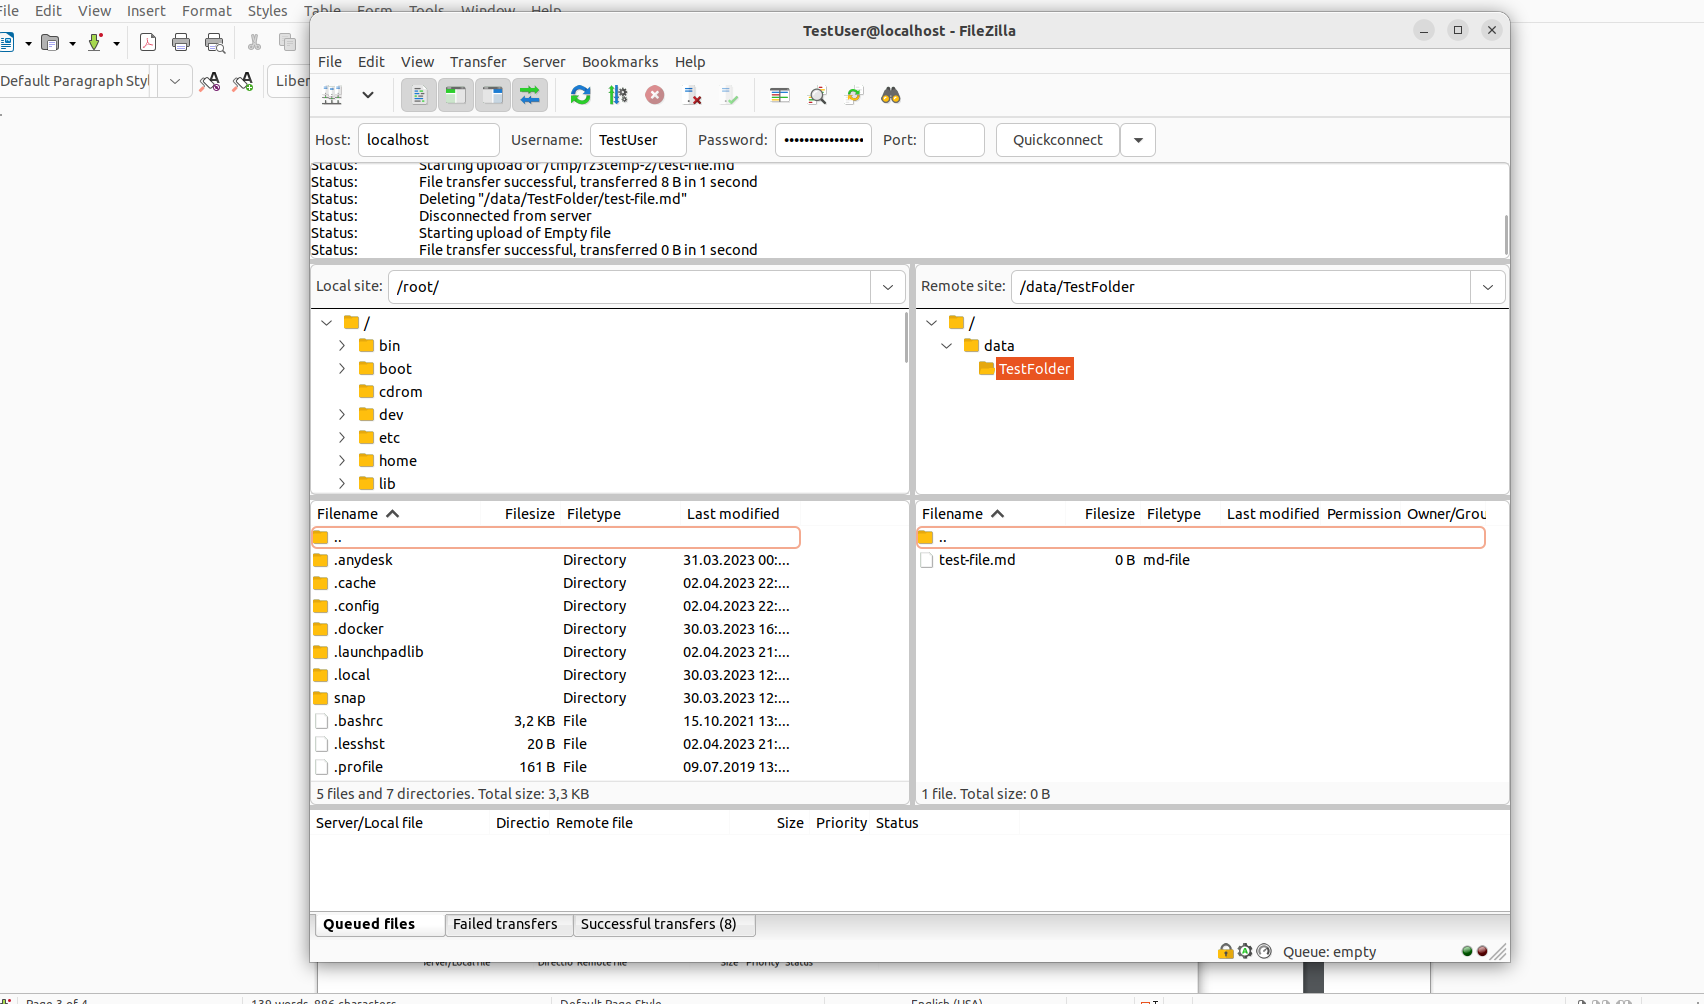 File Edit View Insert Format Styles Table Form Tools Window Help
TestUser@localhost - FileZilla
File Edit View Transfer Server Bookmarks Help
Default Paragraph Styl
Liber
Host: localhost Username: TestUser Password: •••••••••••••••• Port: Quickconnect
Status: Starting upload of /tmp/fz3temp-2/test-file.md
Status: File transfer successful, transferred 8 B in 1 second
Status: Deleting "/data/TestFolder/test-file.md"
Status: Disconnected from server
Status: Starting upload of Empty file
Status: File transfer successful, transferred 0 B in 1 second
Local site: /root/
/
bin
boot
cdrom
dev
etc
home
lib
Remote site: /data/TestFolder
/
data
TestFolder
Filename Filesize Filetype Last modified
..
.anydesk Directory 31.03.2023 00:...
.cache Directory 02.04.2023 22:...
.config Directory 02.04.2023 22:...
.docker Directory 30.03.2023 16:...
.launchpadlib Directory 02.04.2023 21:...
.local Directory 30.03.2023 12:...
snap Directory 30.03.2023 12:...
.bashrc 3,2 KB File 15.10.2021 13:...
.lesshst 20 B File 02.04.2023 21:...
.profile 161 B File 09.07.2019 13:...
5 files and 7 directories. Total size: 3,3 KB
Filename Filesize Filetype Last modified Permission Owner/Grou
..
test-file.md 0 B md-file
1 file. Total size: 0 B
Server/Local file Directio Remote file Size Priority Status
Queued files Failed transfers Successful transfers (8)
Queue: empty
Server/Local file Directio Remote file Size Priority Status
Page 3 of 4 139 words, 886 characters Default Page Style English (USA)